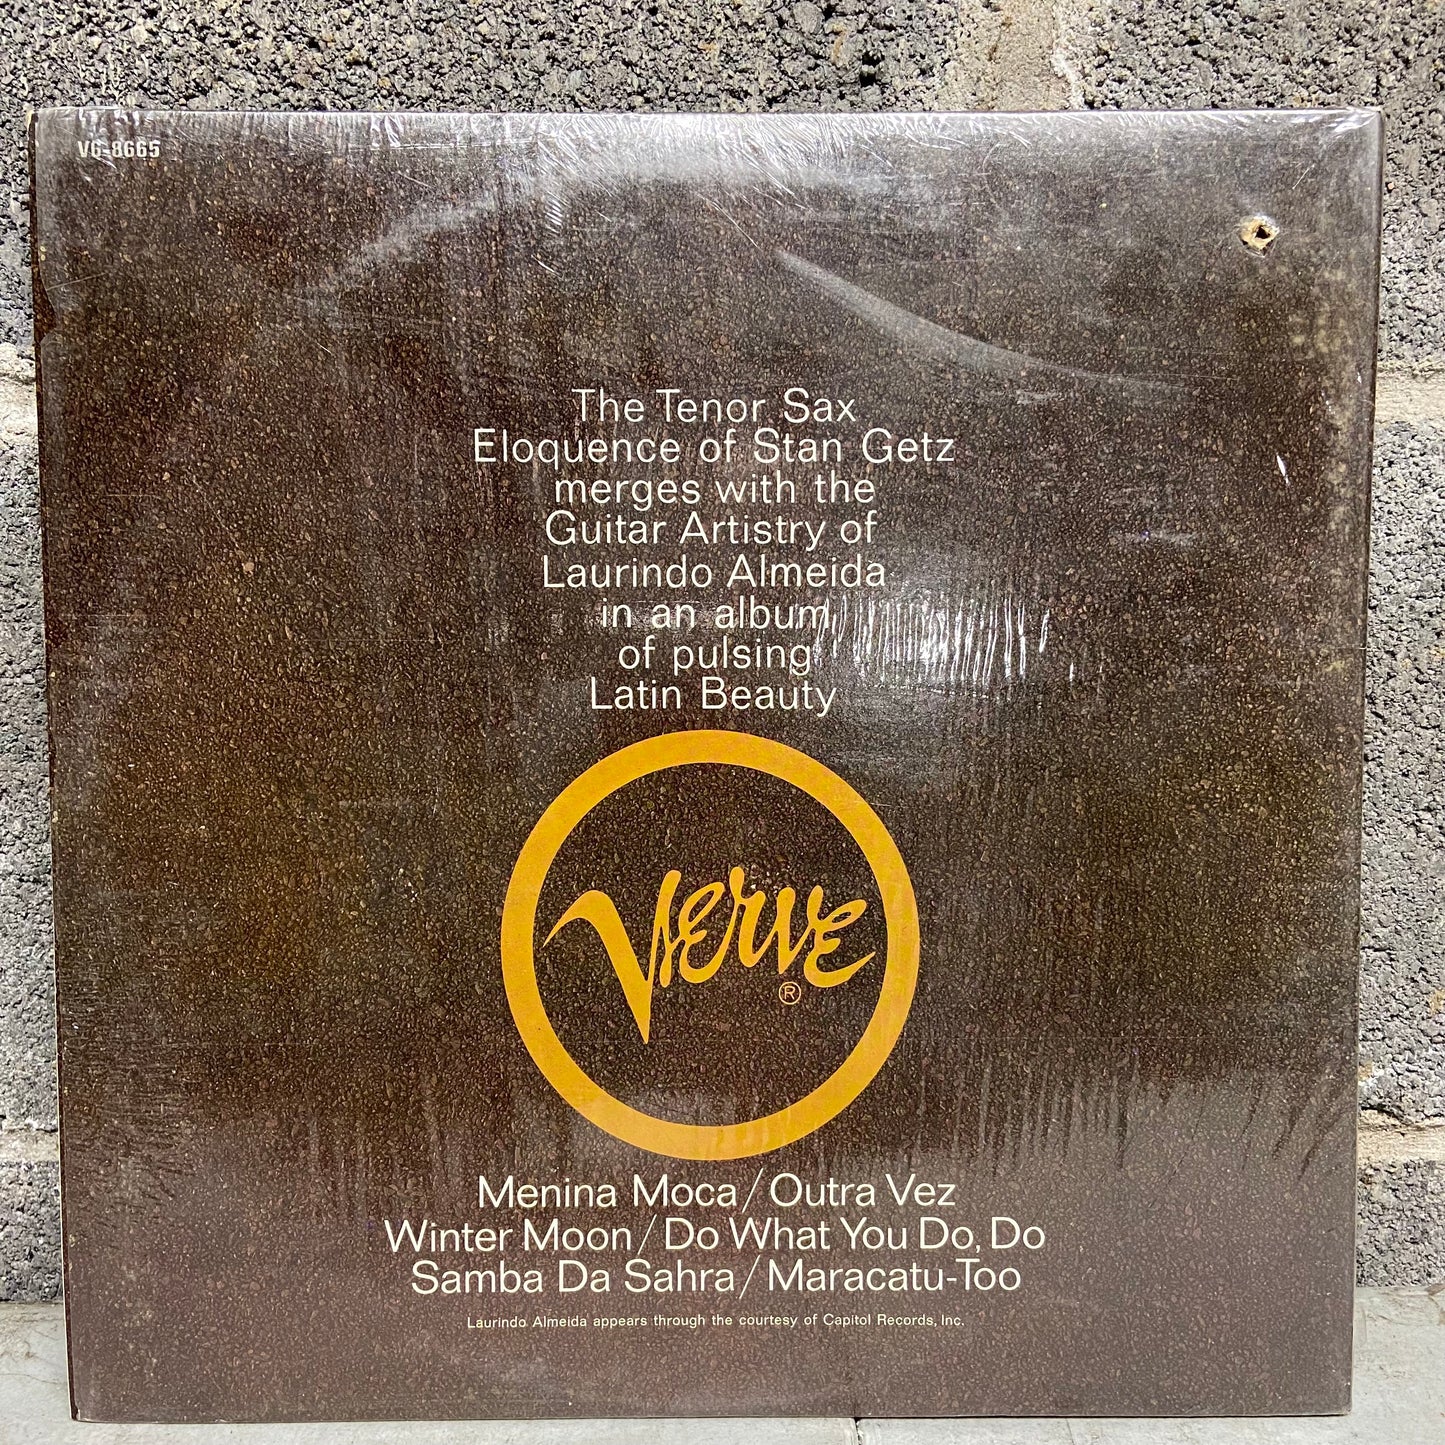 V6-8665
The Tenor Sax
Eloquence of Stan Getz
merges with the
Guitar Artistry of
Laurindo Almeida
in an album
of pulsing
Latin Beauty
Verve
®
Menina Moca/Outra Vez
Winter Moon/Do What You Do, Do
Samba Da Sahra/Maracatu-Too
Laurindo Almeida appears through the courtesy of Capitol Records, Inc.